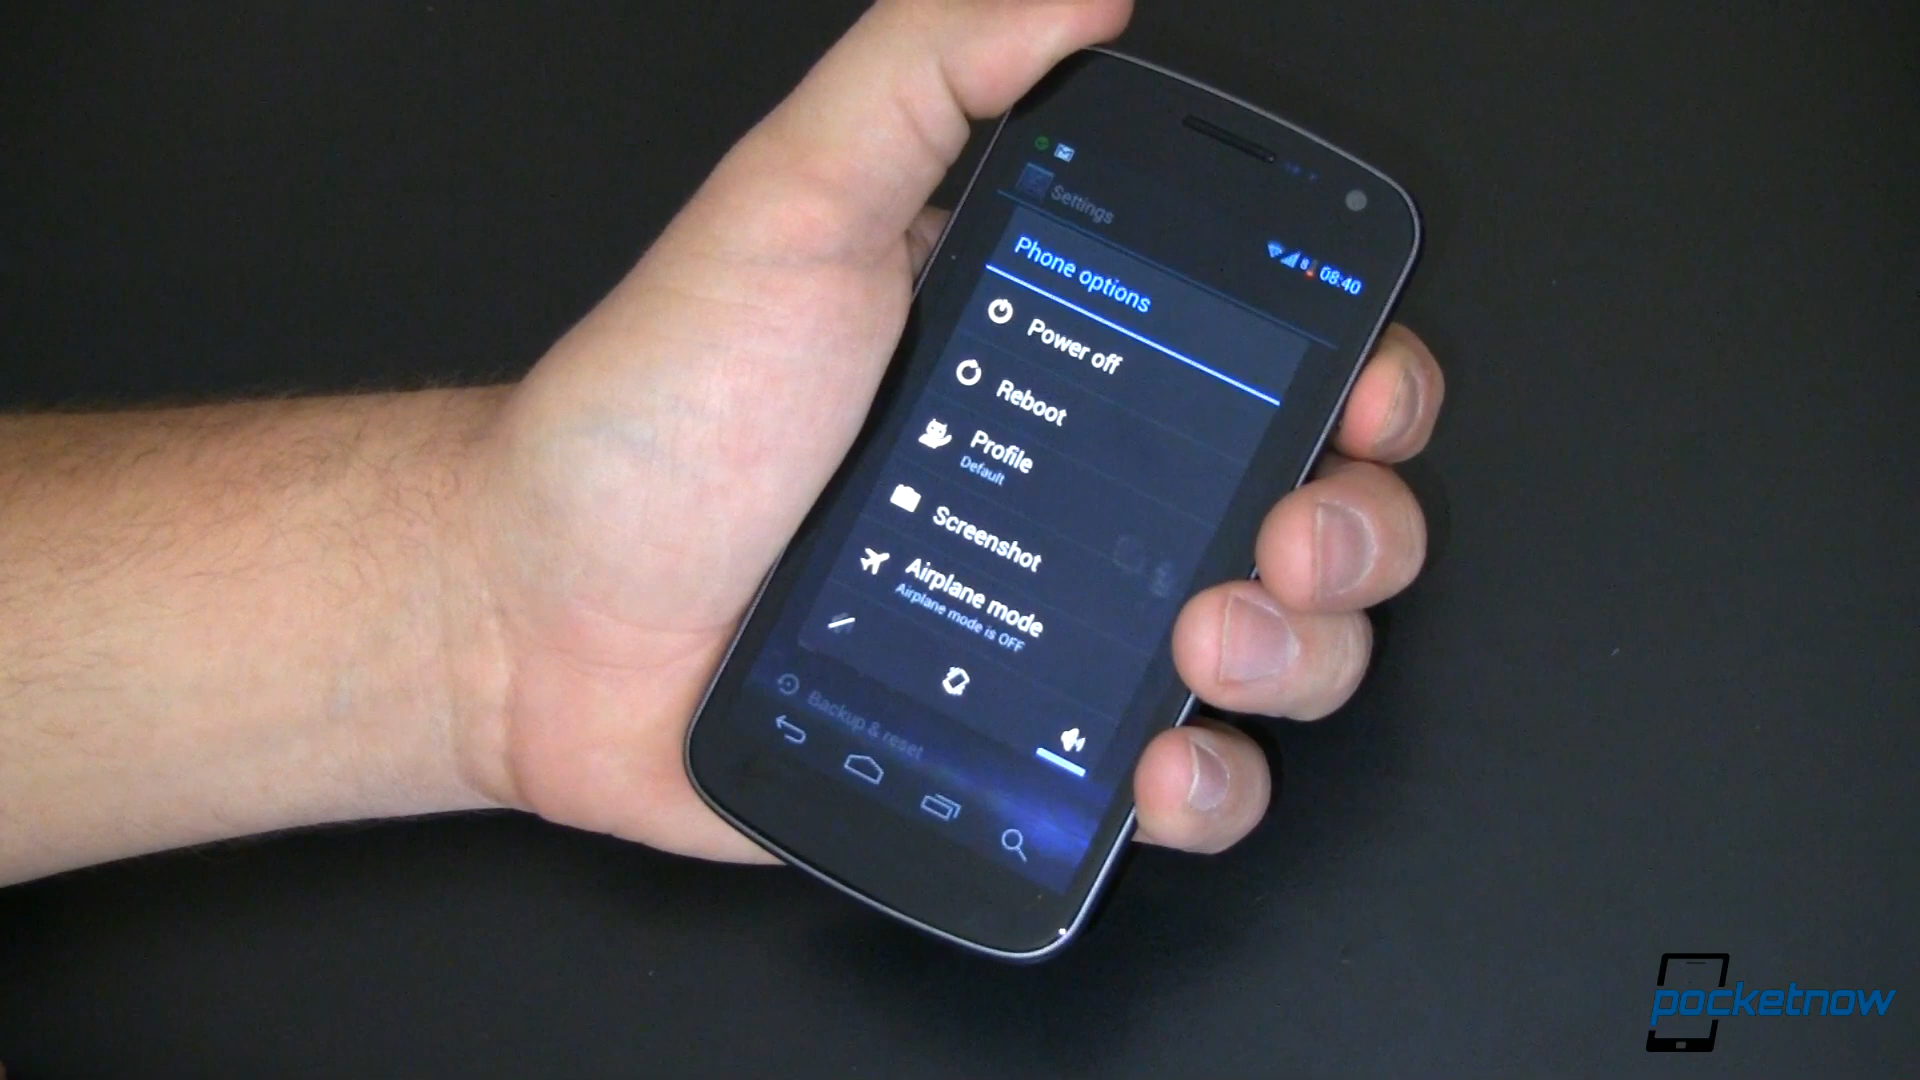 08:40
Settings
Phone options
Power off
Reboot
Profile
Default
Screenshot
Airplane mode
Airplane mode is OFF
Backup & reset
pocketnow